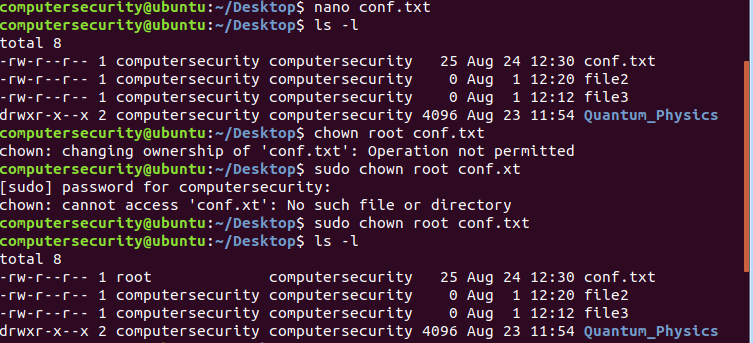 computersecurity@ubuntu:~/Desktop$ nano conf.txt
computersecurity@ubuntu:~/Desktop$ ls -l
total 8
-rw-r--r-- 1 computersecurity computersecurity   25 Aug 24 12:30 conf.txt
-rw-r--r-- 1 computersecurity computersecurity    0 Aug  1 12:20 file2
-rw-r--r-- 1 computersecurity computersecurity    0 Aug  1 12:12 file3
drwxr-x--x 2 computersecurity computersecurity 4096 Aug 23 11:54 Quantum_Physics
computersecurity@ubuntu:~/Desktop$ chown root conf.txt
chown: changing ownership of 'conf.txt': Operation not permitted
computersecurity@ubuntu:~/Desktop$ sudo chown root conf.xt
[sudo] password for computersecurity:
chown: cannot access 'conf.xt': No such file or directory
computersecurity@ubuntu:~/Desktop$ sudo chown root conf.txt
computersecurity@ubuntu:~/Desktop$ ls -l
total 8
-rw-r--r-- 1 root             computersecurity   25 Aug 24 12:30 conf.txt
-rw-r--r-- 1 computersecurity computersecurity    0 Aug  1 12:20 file2
-rw-r--r-- 1 computersecurity computersecurity    0 Aug  1 12:12 file3
drwxr-x--x 2 computersecurity computersecurity 4096 Aug 23 11:54 Quantum_Physics